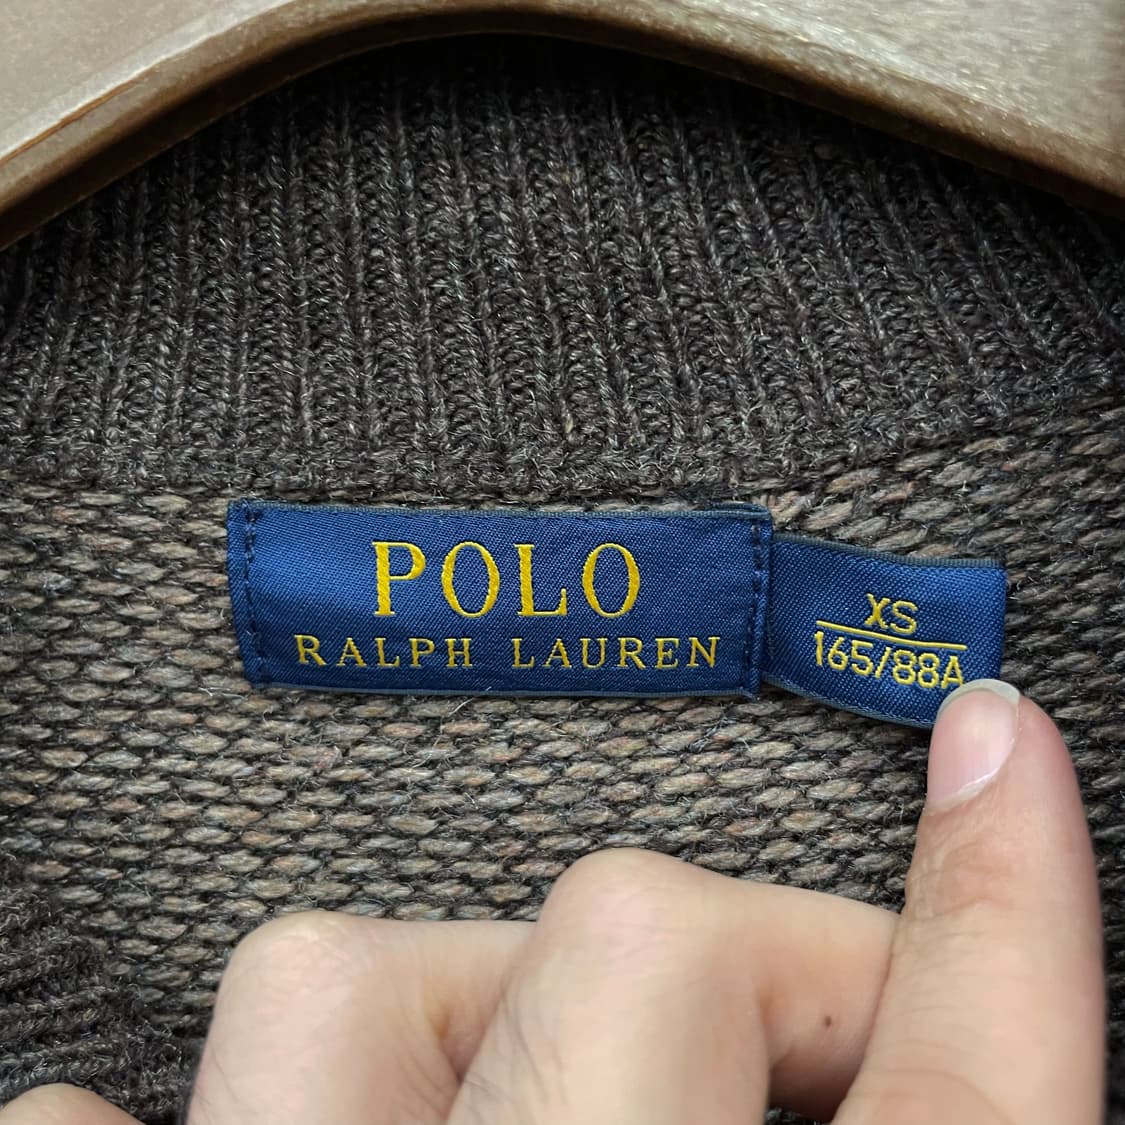 POLO
RALPH LAUREN
XS
165/88A